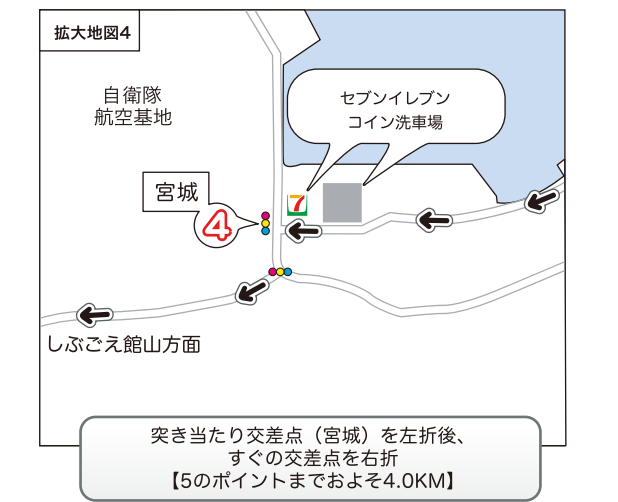 拡大地図4
自衛隊
航空基地
セブンイレブン
コイン洗車場
宮城
7
4
しぶごえ館山方面
突き当たり交差点（宮城）を左折後、
すぐの交差点を右折
【5のポイントまでおよそ4.0KM】